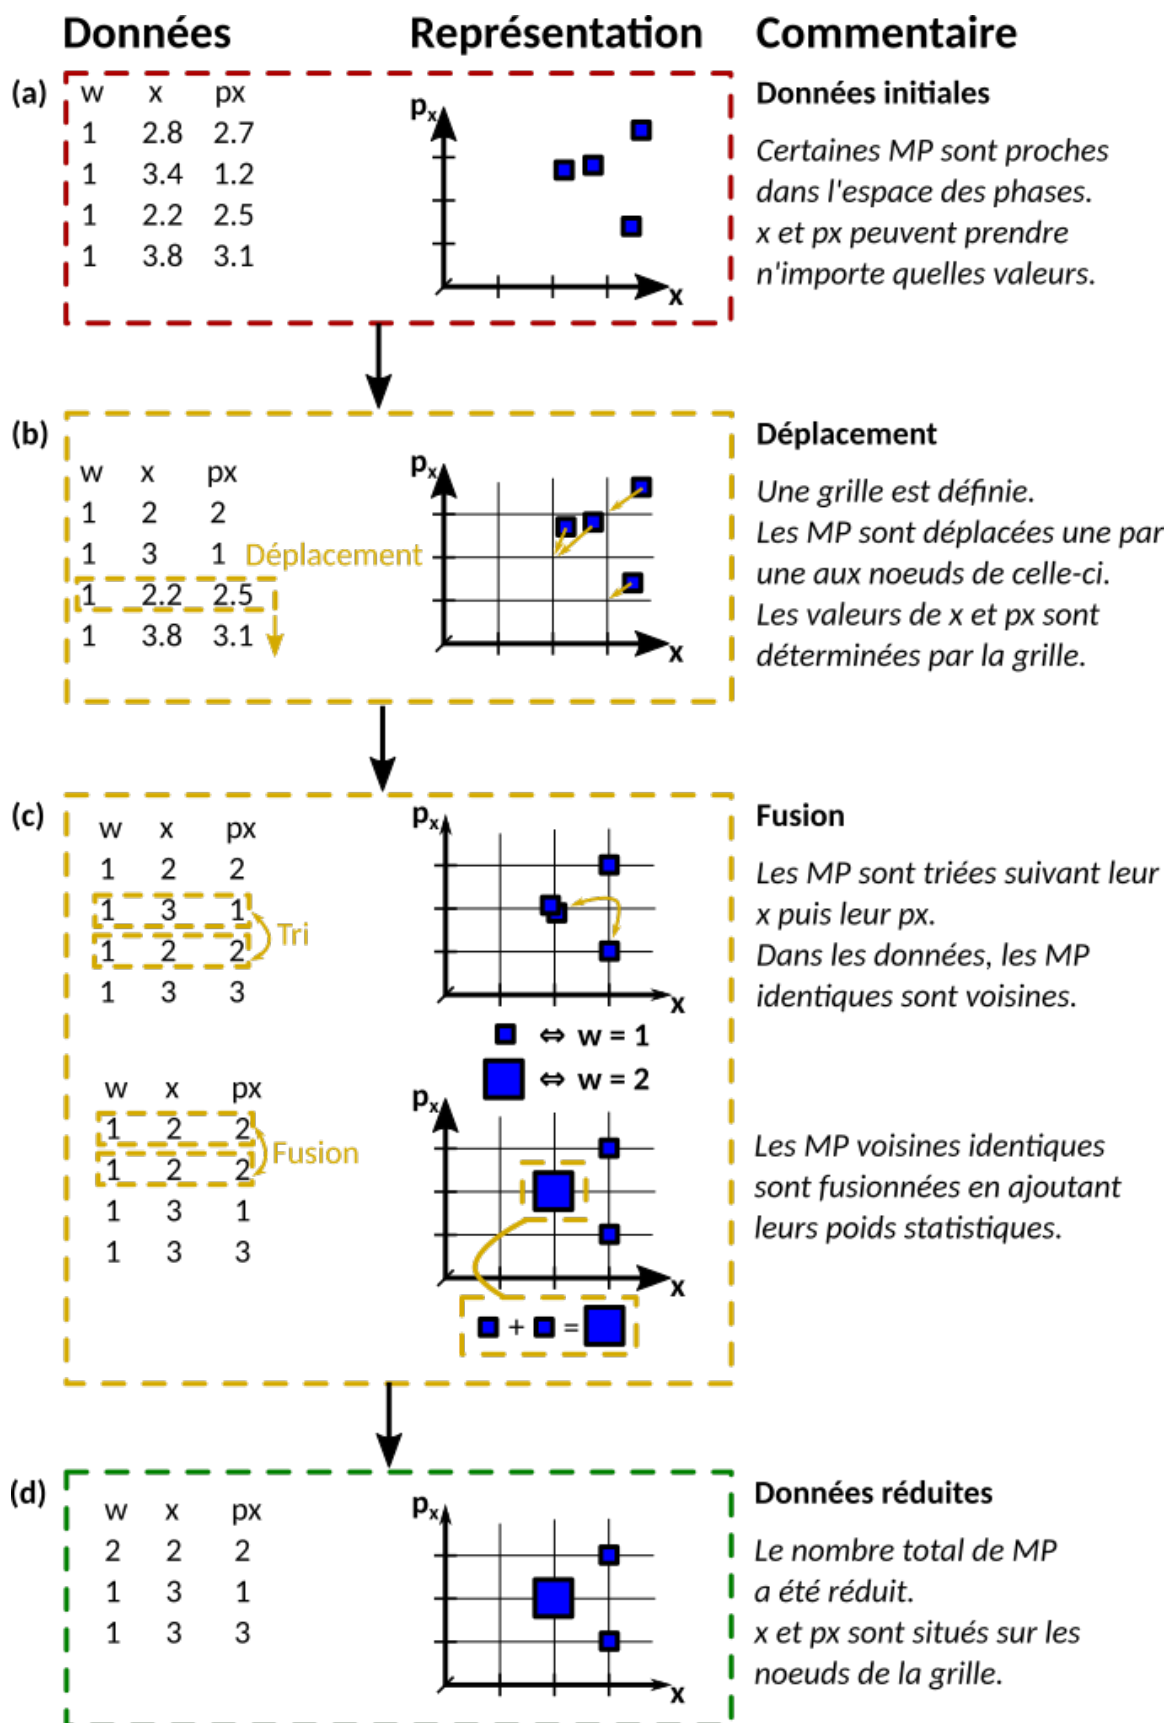 Données Représentation Commentaire
(a)
w x px
1 2.8 2.7
1 3.4 1.2
1 2.2 2.5
1 3.8 3.1
px
x
Données initiales
Certaines MP sont proches
dans l'espace des phases.
x et px peuvent prendre
n'importe quelles valeurs.
(b)
w x px
1 2 2
1 3 1
Déplacement
1 2.2 2.5
1 3.8 3.1
px
x
Déplacement
Une grille est définie.
Les MP sont déplacées une par
une aux noeuds de celle-ci.
Les valeurs de x et px sont
déterminées par la grille.
(c)
w x px
1 2 2
1 3 1
Tri
1 2 2
1 3 3
px
x
⇔ w = 1
⇔ w = 2
Fusion
Les MP sont triées suivant leur
x puis leur px.
Dans les données, les MP
identiques sont voisines.
w x px
1 2 2
Fusion
1 2 2
1 3 1
1 3 3
px
x
+ =
Les MP voisines identiques
sont fusionnées en ajoutant
leurs poids statistiques.
(d)
w x px
2 2 2
1 3 1
1 3 3
px
x
Données réduites
Le nombre total de MP
a été réduit.
x et px sont situés sur les
noeuds de la grille.